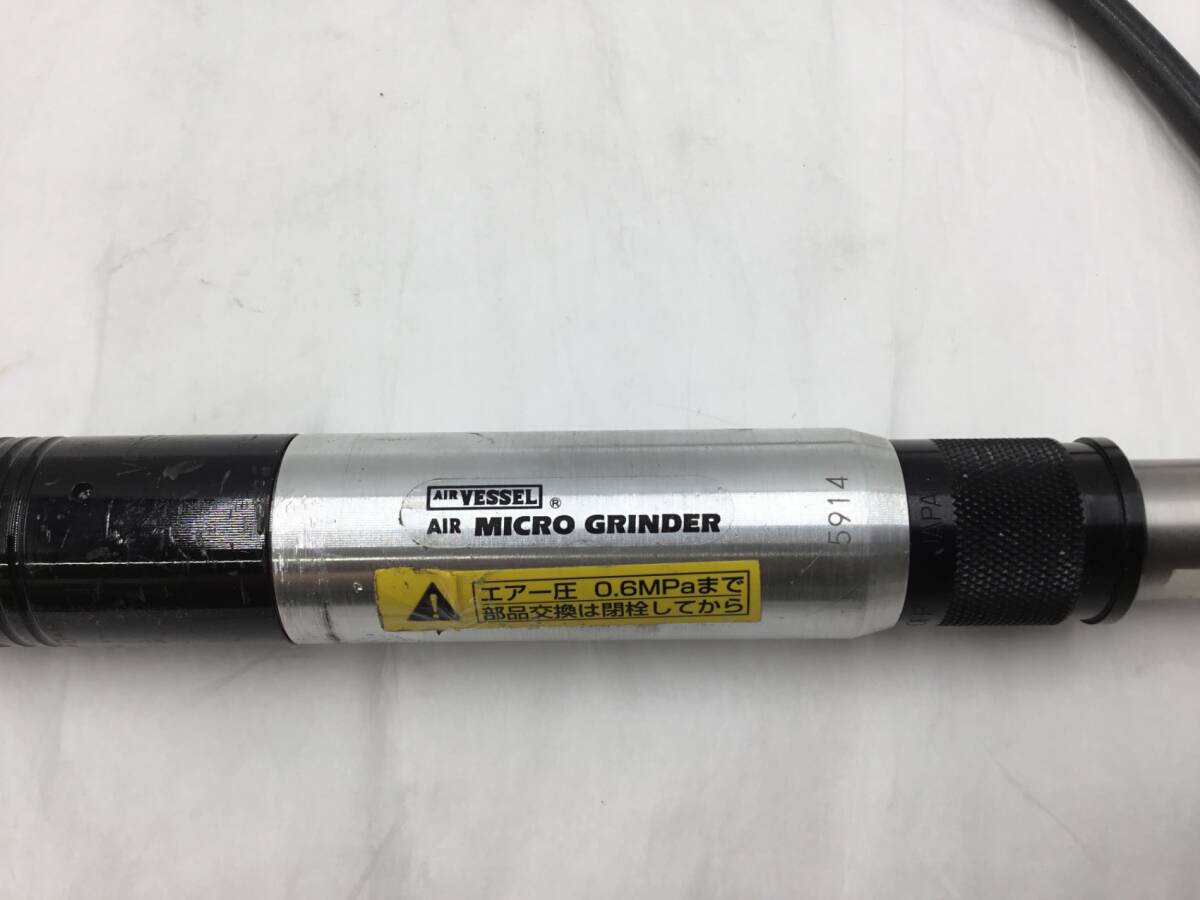 AIR VESSEL ®
AIR MICRO GRINDER
エアー圧 0.6MPaまで
部品交換は閉栓してから
5914
JAPA